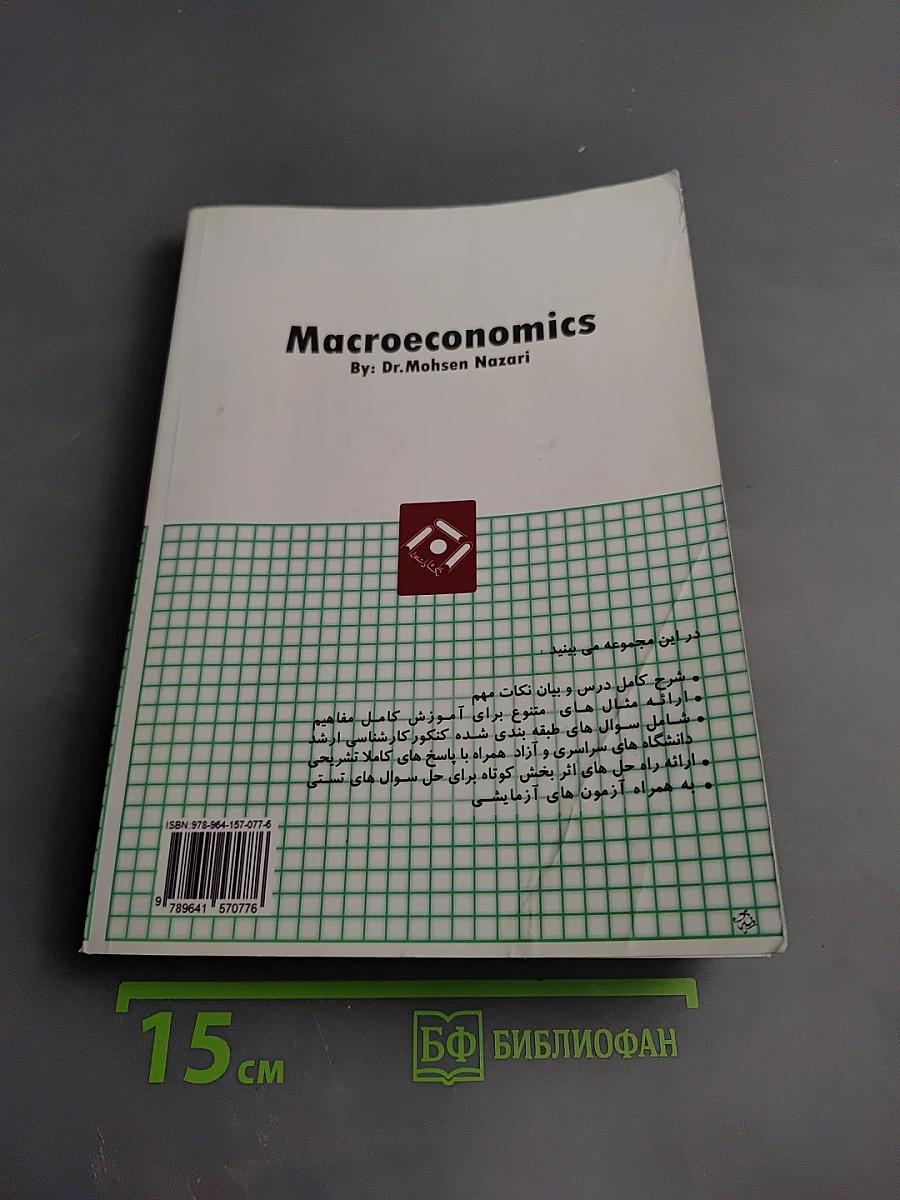 Macroeconomics
By: Dr.Mohsen Nazari
در این مجموعه می بینید :
• شرح کامل درس و بیان نکات مهم
• ارائه مثال های متنوع برای آموزش کامل مفاهیم
• شامل سوال های طبقه بندی شده کنکور کارشناسی ارشد
دانشگاه های سراسری و آزاد همراه با پاسخ های کاملا تشریحی
• ارائه راه حل های اثر بخش کوتاه برای حل سوال های تستی
• به همراه آزمون های آزمایشی
ISBN:978-964-157-077-6
9 789641 570776
15 см
БФ БИБЛИОФАН